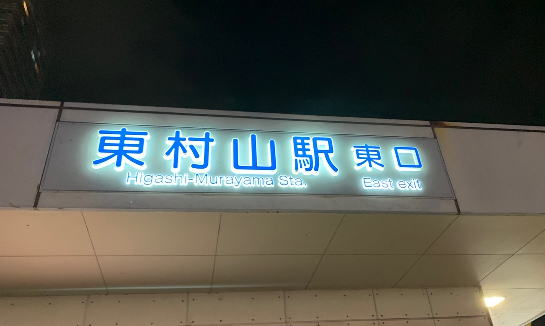 東村山駅 東口
Higashi-Murayama Sta. East exit